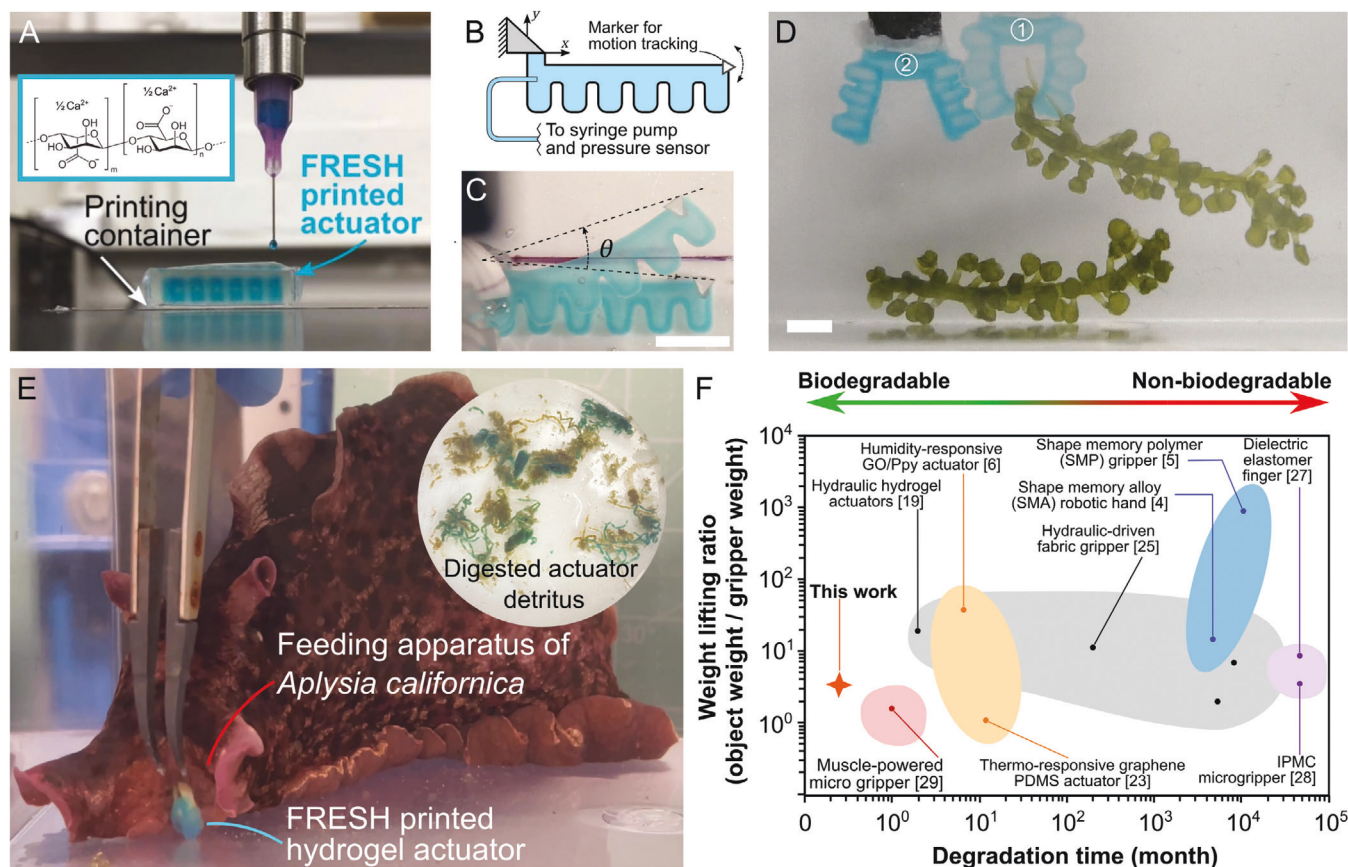 A
½ Ca²⁺
½ Ca²⁺
O⁻
O
OH
HO
O
O
OH
HO
O
O
O
O⁻
m
n
FRESH
printed
actuator
Printing
container
B
y
x
Marker for
motion tracking
To syringe pump
and pressure sensor
C
θ
D
①
②
E
Digested actuator
detritus
Feeding apparatus of
Aplysia californica
FRESH printed
hydrogel actuator
F
Biodegradable
Non-biodegradable
Weight lifting ratio
(object weight / gripper weight)
10⁴
10³
10²
10¹
10⁰
0
Humidity-responsive
GO/Ppy actuator [6]
Hydraulic hydrogel
actuators [19]
Shape memory polymer
(SMP) gripper [5]
Shape memory alloy
(SMA) robotic hand [4]
Hydraulic-driven
fabric gripper [25]
Dielectric
elastomer
finger [27]
This work
Muscle-powered
micro gripper [29]
Thermo-responsive graphene
PDMS actuator [23]
IPMC
microgripper [28]
0
10⁰
10¹
10²
10³
10⁴
10⁵
Degradation time (month)